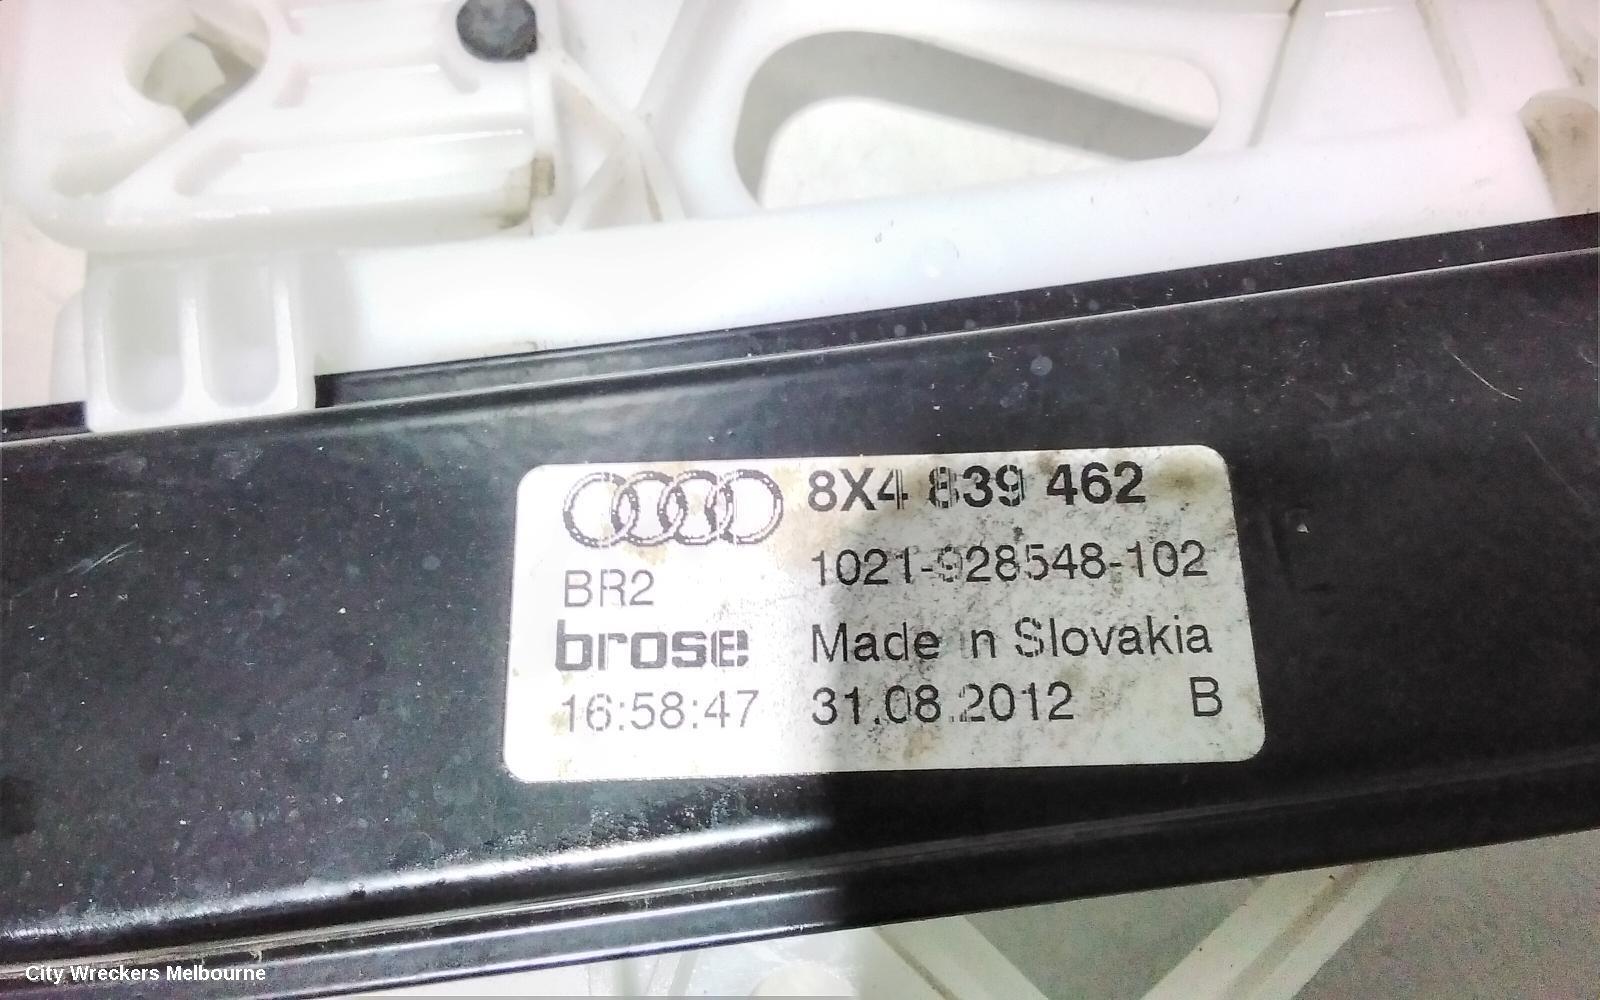 8X4 839 462
1021-928548-102
BR2
brose
Made in Slovakia
16:58:47 31.08.2012 B
City Wreckers Melbourne